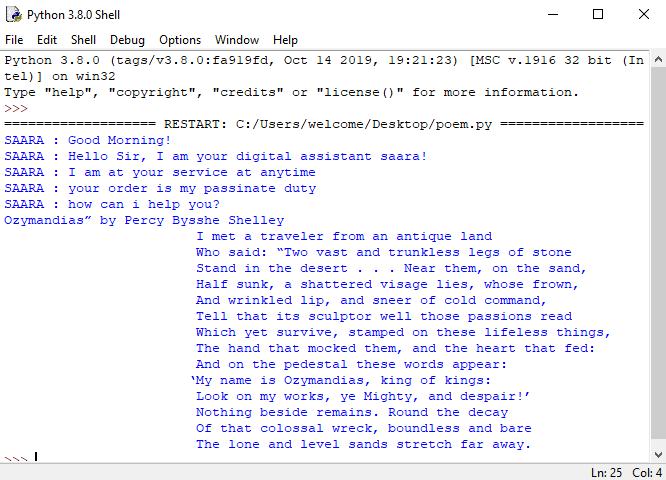 Python 3.8.0 Shell
File Edit Shell Debug Options Window Help
Python 3.8.0 (tags/v3.8.0:fa919fd, Oct 14 2019, 19:21:23) [MSC v.1916 32 bit (In
tel)] on win32
Type "help", "copyright", "credits" or "license()" for more information.
>>>
=================== RESTART: C:/Users/welcome/Desktop/poem.py ==================
SAARA : Good Morning!
SAARA : Hello Sir, I am your digital assistant saara!
SAARA : I am at your service at anytime
SAARA : your order is my passinate duty
SAARA : how can i help you?
Ozymandias” by Percy Bysshe Shelley
I met a traveler from an antique land
Who said: “Two vast and trunkless legs of stone
Stand in the desert . . . Near them, on the sand,
Half sunk, a shattered visage lies, whose frown,
And wrinkled lip, and sneer of cold command,
Tell that its sculptor well those passions read
Which yet survive, stamped on these lifeless things,
The hand that mocked them, and the heart that fed:
And on the pedestal these words appear:
‘My name is Ozymandias, king of kings:
Look on my works, ye Mighty, and despair!’
Nothing beside remains. Round the decay
Of that colossal wreck, boundless and bare
The lone and level sands stretch far away.
>>>
Ln: 25 Col: 4